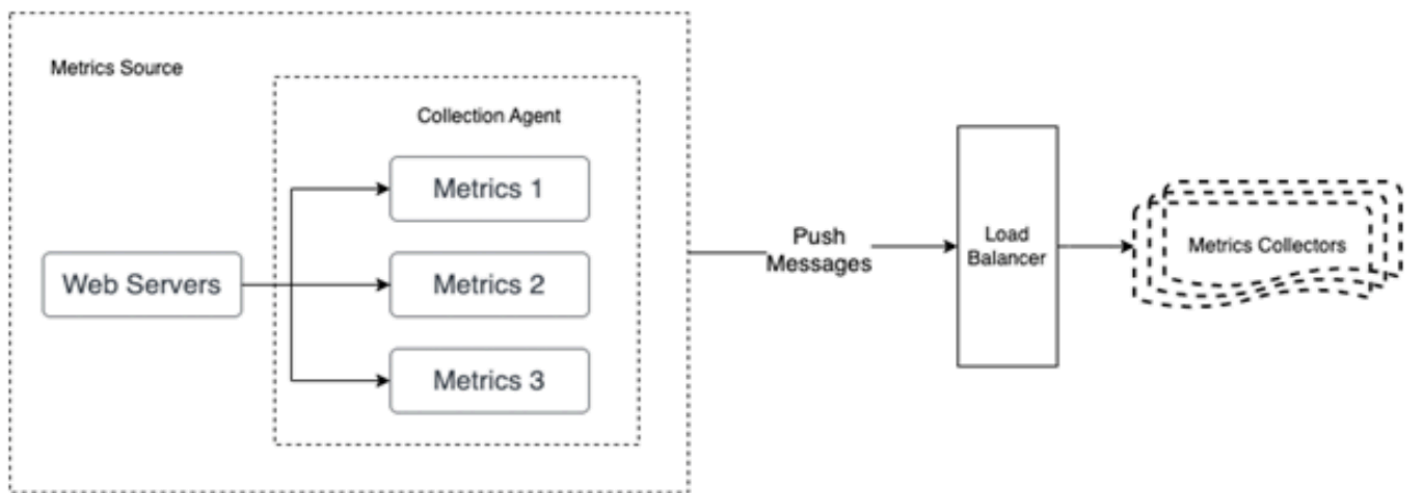 Metrics Source
Collection Agent
Metrics 1
Web Servers
Metrics 2
Metrics 3
Push
Messages
Load
Balancer
Metrics Collectors